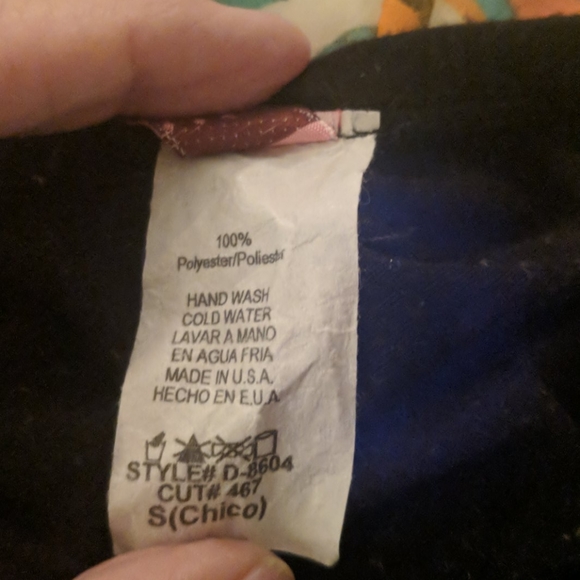 100%
Polyester/Poliester
HAND WASH
COLD WATER
LAVAR A MANO
EN AGUA FRIA
MADE IN U.S.A.
HECHO EN E.U.A
STYLE# D-8604
CUT# 467
S(Chico)